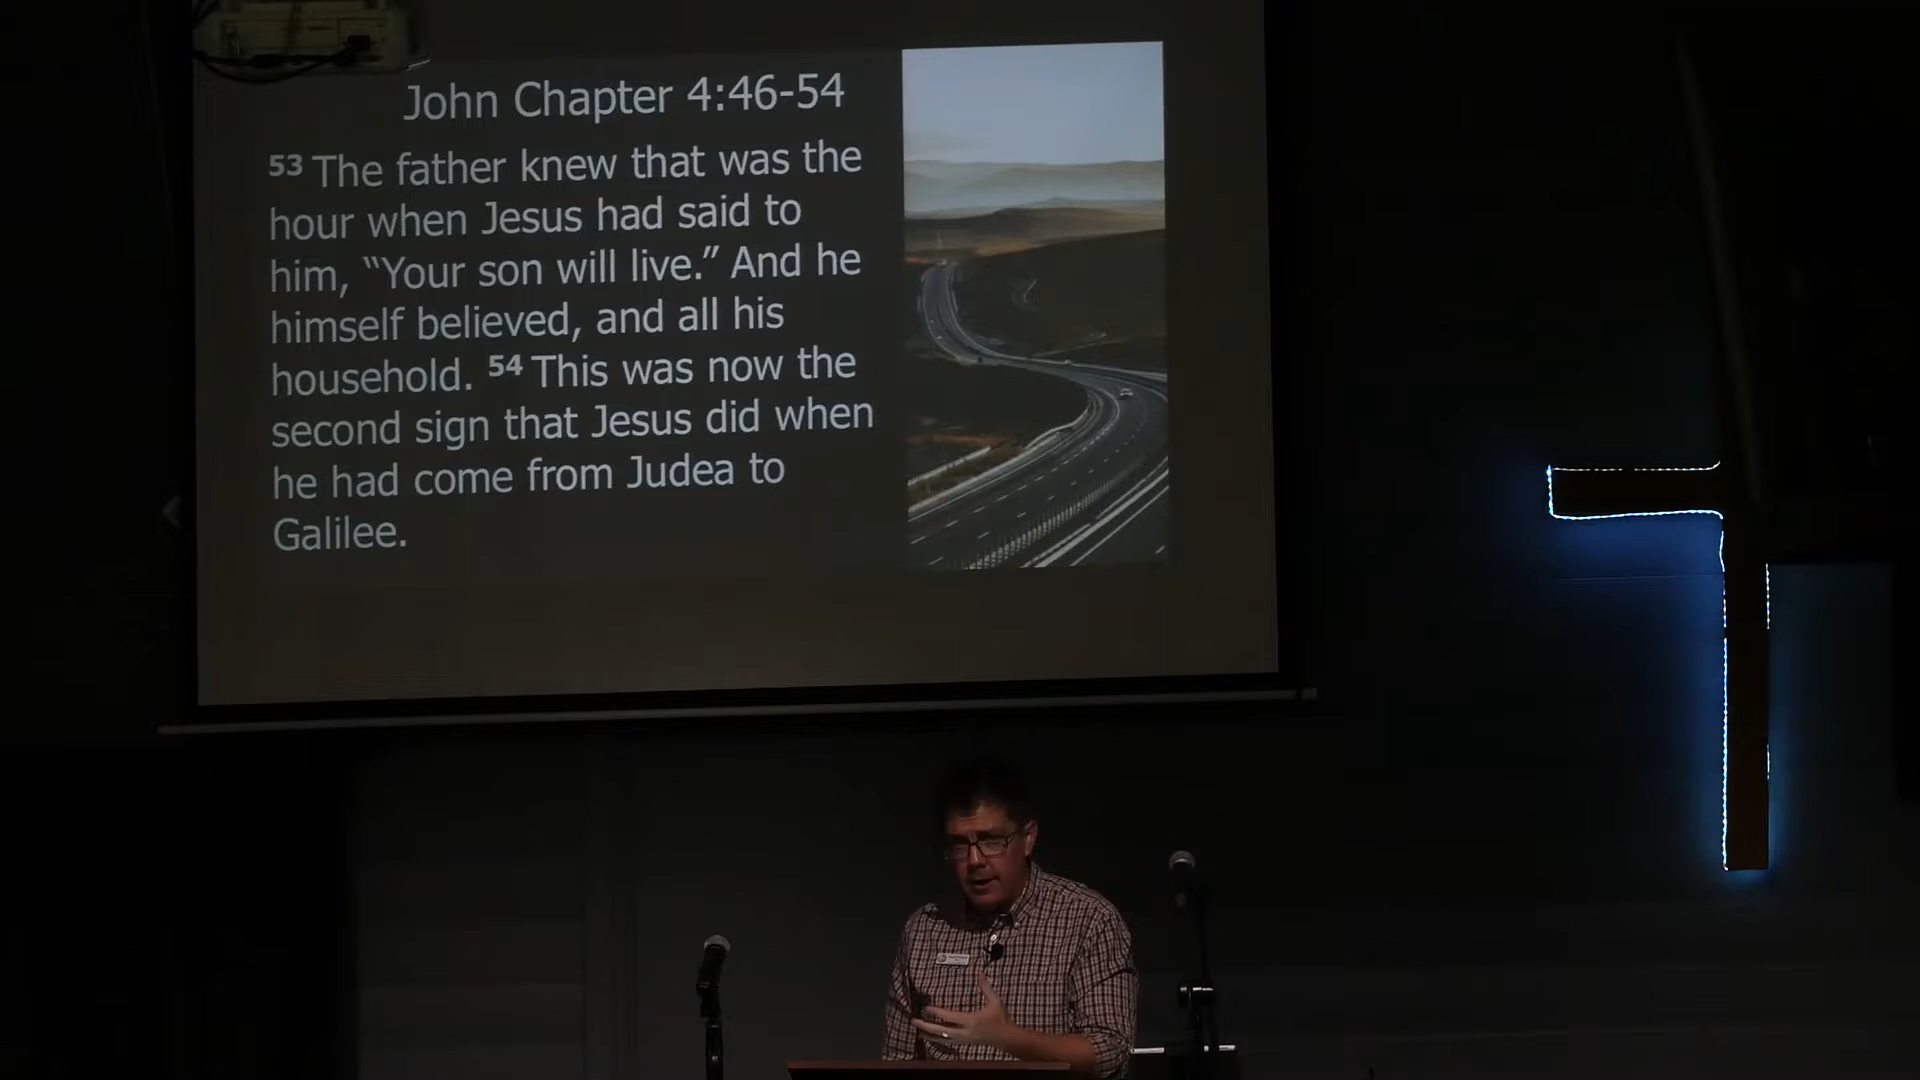 John Chapter 4:46-54
53 The father knew that was the
hour when Jesus had said to
him, “Your son will live.” And he
himself believed, and all his
household. 54 This was now the
second sign that Jesus did when
he had come from Judea to
Galilee.